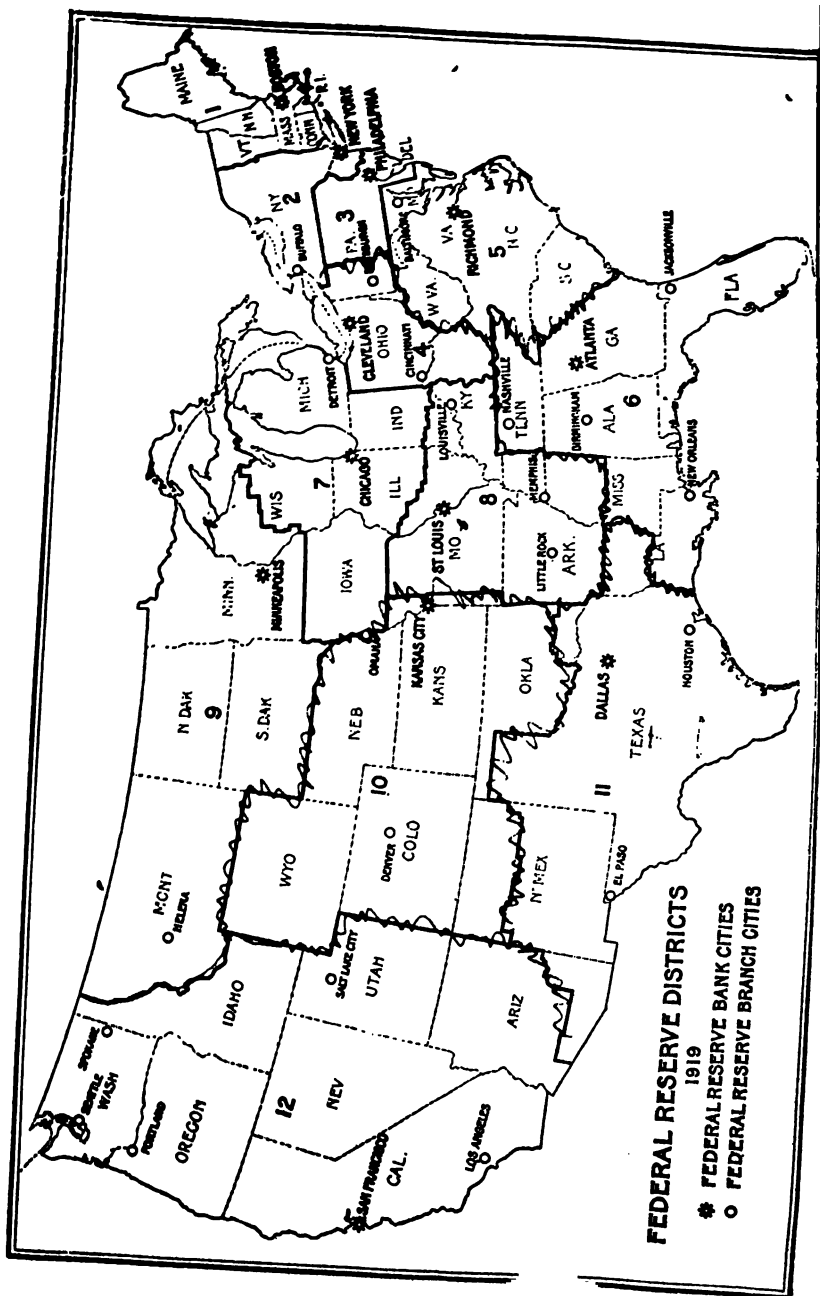 MAINE
1
BOSTON
VT.
N.H.
MASS
CONN
R.I.
NEW YORK
N.Y.
2
BUFFALO
PHILADELPHIA
PA.
3
DEL
BALTIMORE
VA
RICHMOND
5
N C
W VA.
S C
CLEVELAND
OHIO
CINCINNATI
4
MICH
DETROIT
IND
KY
LOUISVILLE
NASHVILLE
TENN
ATLANTA
GA
JACKSONVILLE
FLA
BIRMINGHAM
ALA
6
NEW ORLEANS
MISS
LA
MEMPHIS
8
WIS
7
CHICAGO
ILL
ST LOUIS
MO
LITTLE ROCK
ARK.
MINN.
MINNEAPOLIS
IOWA
N DAK
9
S. DAK
NEB
OMAHA
KANSAS CITY
KANS
OKLA
DALLAS
HOUSTON
TEXAS
11
EL PASO
N MEX
10
DENVER
COLO
WYO
MONT
HELENA
IDAHO
SALT LAKE CITY
UTAH
ARIZ
SPOKANE
SEATTLE
WASH
PORTLAND
OREGON
12
NEV
SAN FRANCISCO
CAL.
LOS ANGELES
FEDERAL RESERVE DISTRICTS
1919
FEDERAL RESERVE BANK CITIES
FEDERAL RESERVE BRANCH CITIES